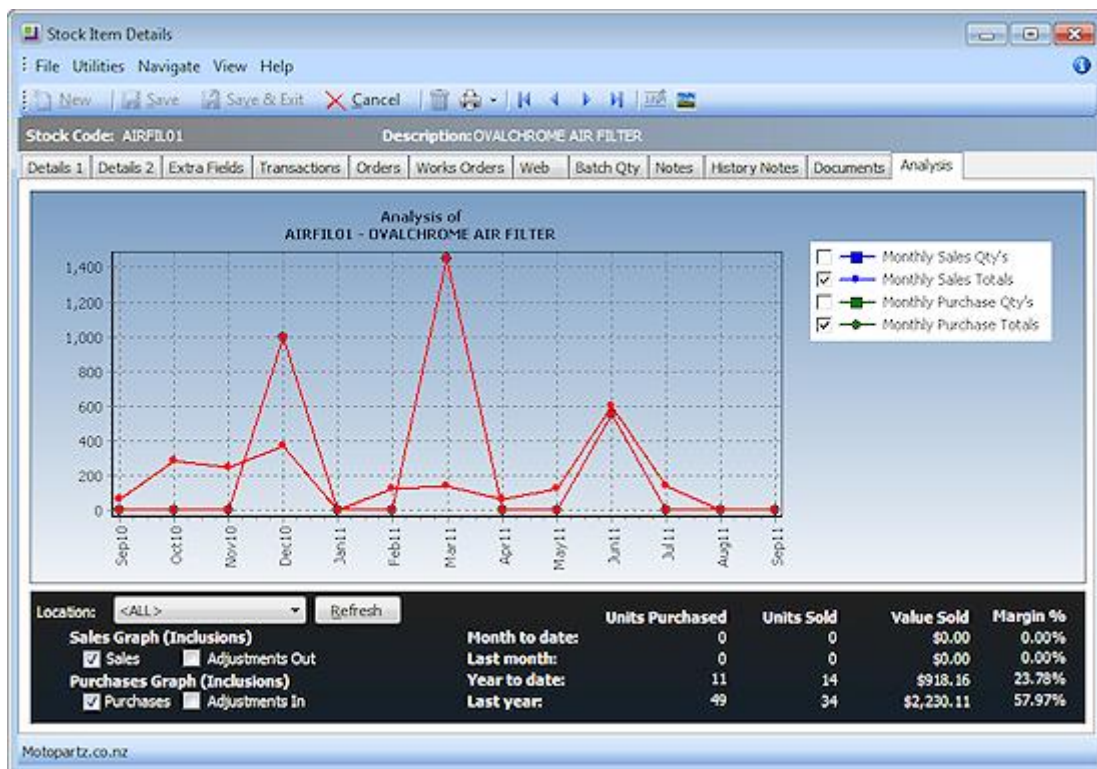 Stock Item Details
File Utilities Navigate View Help
New Save Save & Exit Cancel
Stock Code: AIRFIL01 Description: OVALCHROME AIR FILTER
Details 1 Details 2 Extra Fields Transactions Orders Works Orders Web Batch Qty Notes History Notes Documents Analysis
Analysis of
AIRFIL01 - OVALCHROME AIR FILTER
1,400
1,200
1,000
800
600
400
200
0
Sep10 Oct10 Nov10 Dec10 Jan11 Feb11 Mar11 Apr11 May11 Jun11 Jul11 Aug11 Sep11
Monthly Sales Qty's
Monthly Sales Totals
Monthly Purchase Qty's
Monthly Purchase Totals
Location: <ALL> Refresh
Units Purchased Units Sold Value Sold Margin %
Sales Graph (Inclusions) Month to date: 0 0 $0.00 0.00%
Sales Adjustments Out Last month: 0 0 $0.00 0.00%
Purchases Graph (Inclusions) Year to date: 11 14 $918.16 23.78%
Purchases Adjustments In Last year: 49 34 $2,230.11 57.97%
Motopartz.co.nz